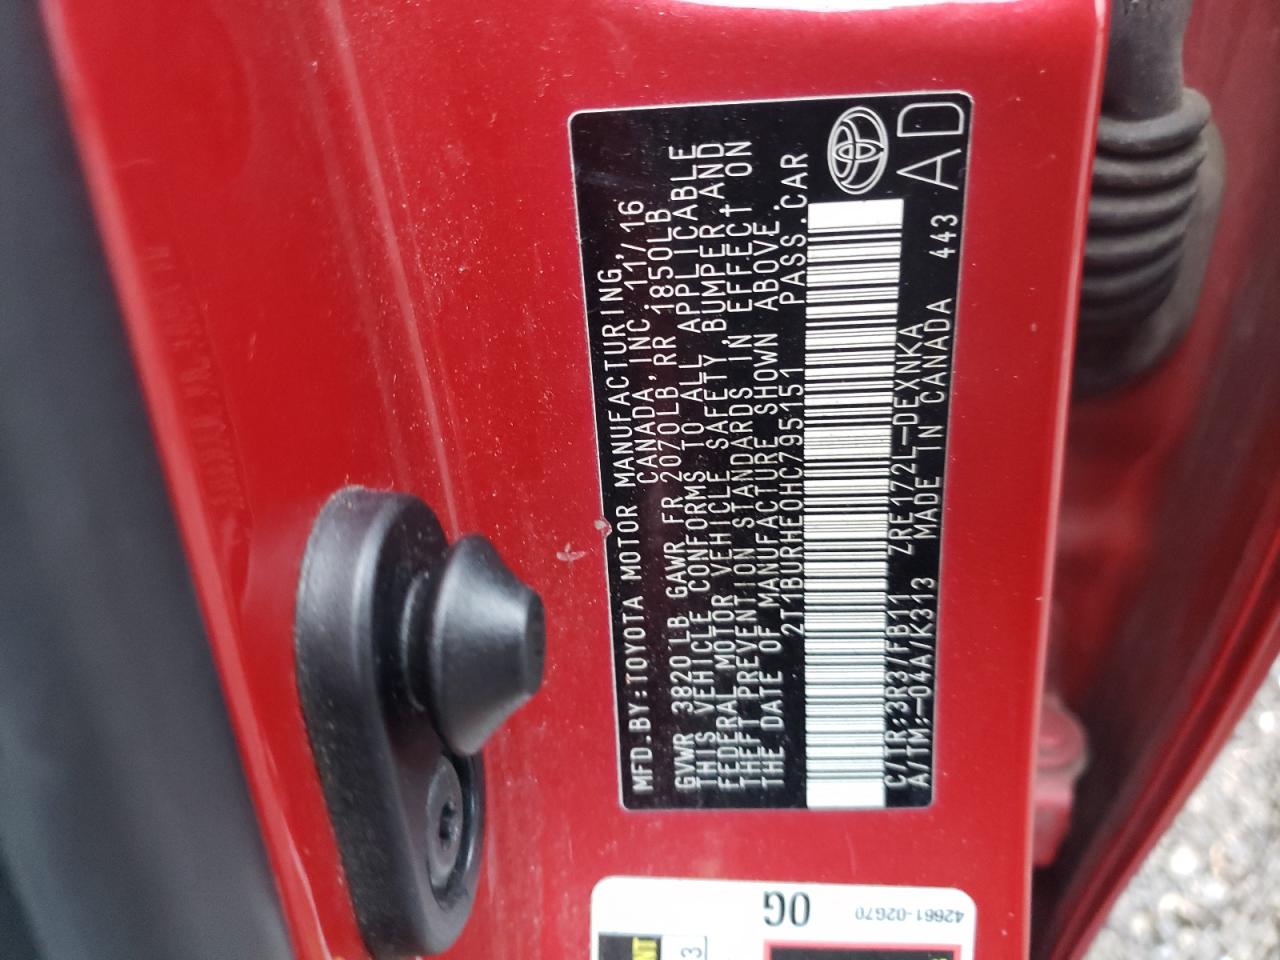 MFD.BY:TOYOTA MOTOR MANUFACTURING,
CANADA,INC. 11/16
GVWR 3820 LB GAWR FR 2070LB RR 1850LB
THIS VEHICLE CONFORMS TO ALL APPLICABLE
FEDERAL MOTOR VEHICLE SAFETY, BUMPER AND
THEFT PREVENTION STANDARDS IN EFFECT ON
THE DATE OF MANUFACTURE SHOWN ABOVE.
2T1BURHE0HC795151 PASS.CAR
C/TR:3R3/FB11 ZRE172L-DEXNKA
A/TM:-04A/K313 MADE IN CANADA 443 AD
0G
42661-02G70